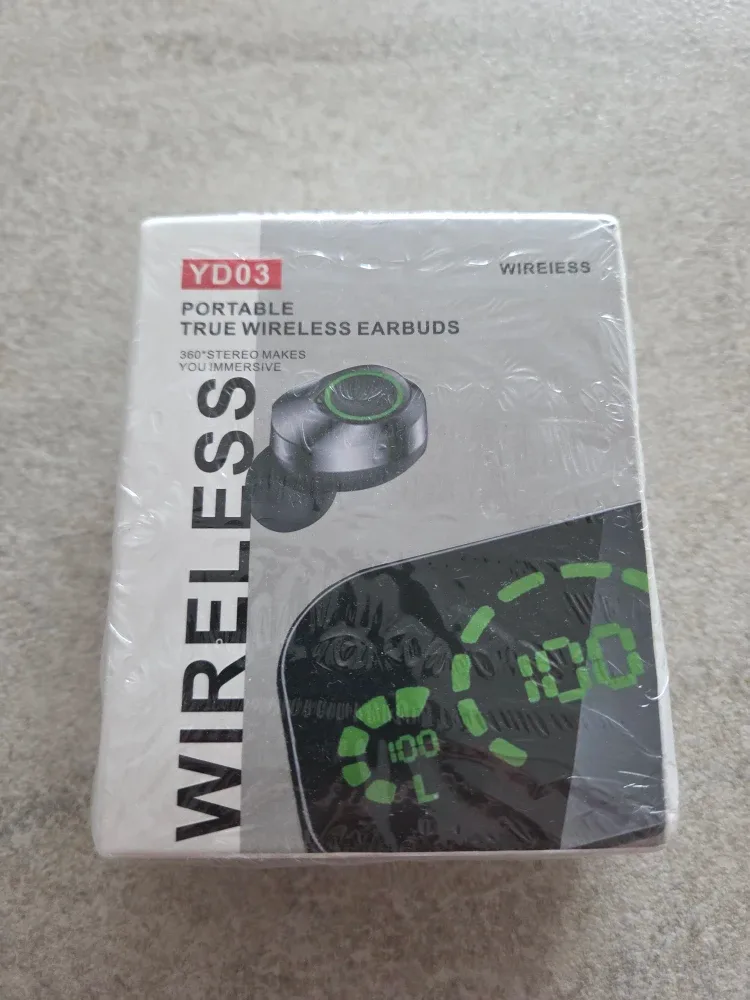 YD03
WIREIESS
PORTABLE
TRUE WIRELESS EARBUDS
360°STEREO MAKES
YOU IMMERSIVE
WIRELESS
100
100
L